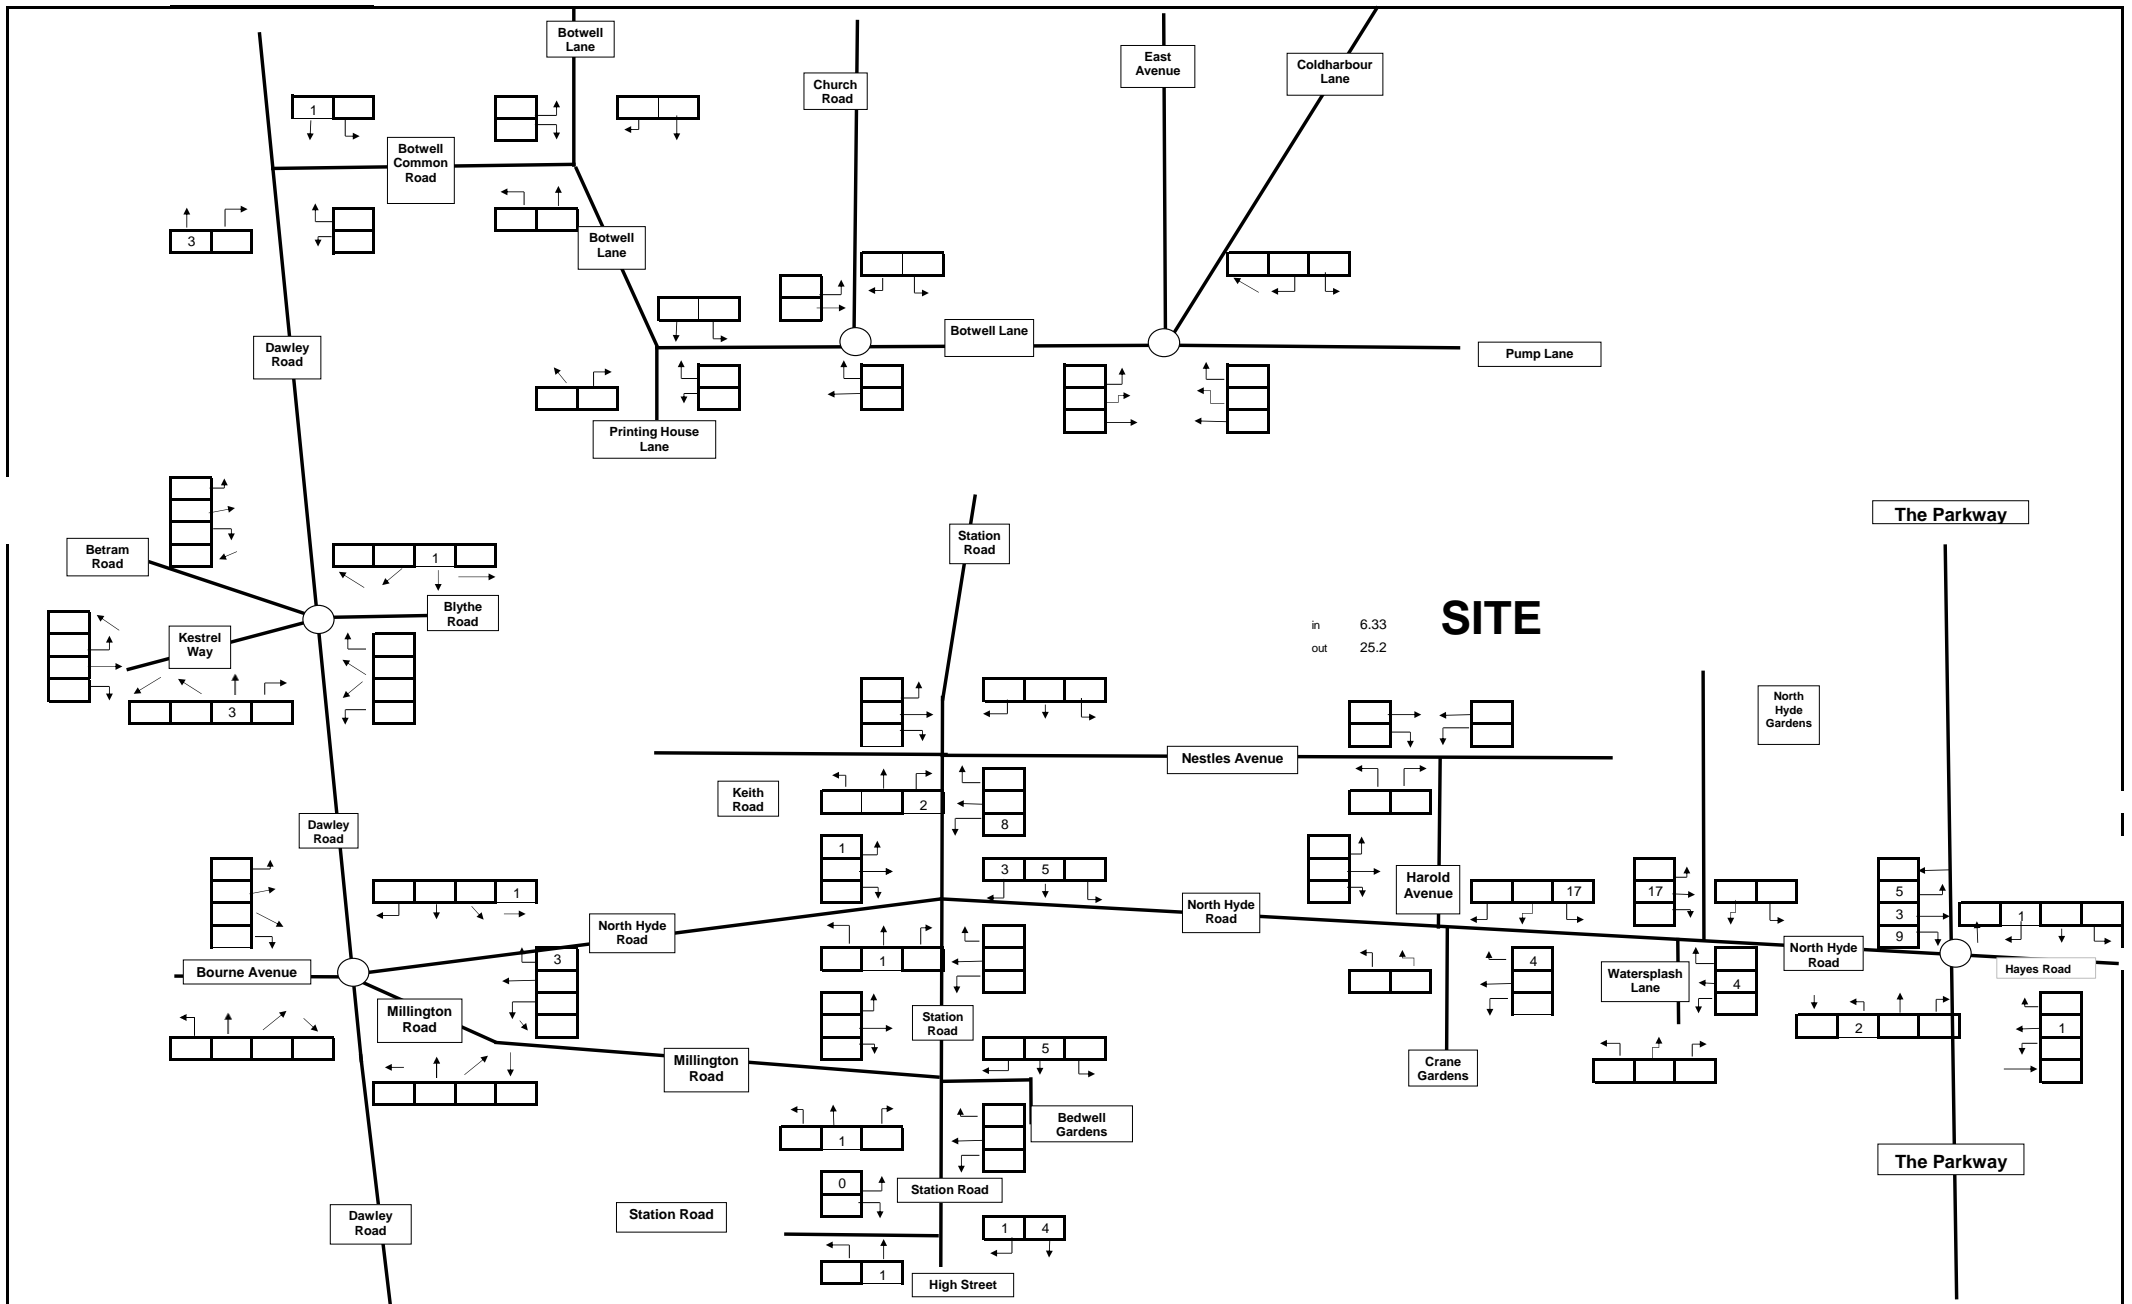 Botwell
Lane
East
Avenue
Coldharbour
Lane
Church
Road
1
Botwell
Common
Road
3
Botwell
Lane
Botwell Lane
Dawley
Road
Pump Lane
Printing House
Lane
The Parkway
Betram
Road
Station
Road
1
Blythe
Road
SITE
in 6.33
out 25.2
Kestrel
Way
3
North
Hyde
Gardens
Nestles Avenue
Keith
Road
2
8
Dawley
Road
1
3 5
Harold
Avenue
17
17
5
3
9
1
1
North Hyde
Road
North Hyde
Road
North Hyde
Road
Bourne Avenue
3
1
4
Watersplash
Lane
4
Hayes Road
Millington
Road
Station
Road
2
1
5
Millington
Road
Crane
Gardens
1
Bedwell
Gardens
The Parkway
0
Station Road
Station Road
Dawley
Road
1 4
1
High Street